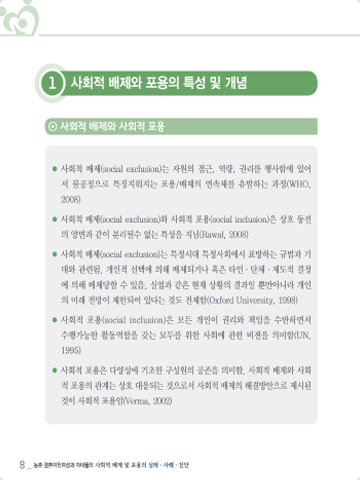 1 사회적 배제와 포용의 특성 및 개념
사회적 배제와 사회적 포용
● 사회적 배제(social exclusion)는 자원의 접근, 역량, 권리를 행사함에 있어
서 불공정으로 특징지워지는 포용/배제의 연속체를 유발하는 과정(WHO,
2008)
● 사회적 배제(social exclusion)와 사회적 포용(social inclusion)은 상호 동전
의 양면과 같이 분리될수 없는 특성을 지님(Rawal, 2008)
● 사회적 배제(social exclusion)는 특정시대 특정사회에서 표방하는 규범과 기
대와 관련된, 개인적 선택에 의해 배제되거나 혹은 타인·단체·제도적 결정
에 의해 배제당할 수 있음. 실업과 같은 현재 상황의 결과일 뿐만아니라 개인
의 미래 전망이 제한되어 있다는 것도 전제함(Oxford University, 1998)
● 사회적 포용(social inclusion)은 모든 개인이 권리와 책임을 수반하면서
수행가능한 활동역할을 갖는 모두를 위한 사회에 관한 비젼을 의미함(UN,
1995)
● 사회적 포용은 다양성에 기초한 구성원의 공존을 의미함. 사회적 배제와 사회
적 포용의 관계는 상호 대응되는 것으로서 사회적 배제의 해결방안으로 제시된
것이 사회적 포용임(Verma, 2002)
8 _ 농촌 결혼이민여성과 자녀들의 사회적 배제 및 포용의 실태·사례·진단